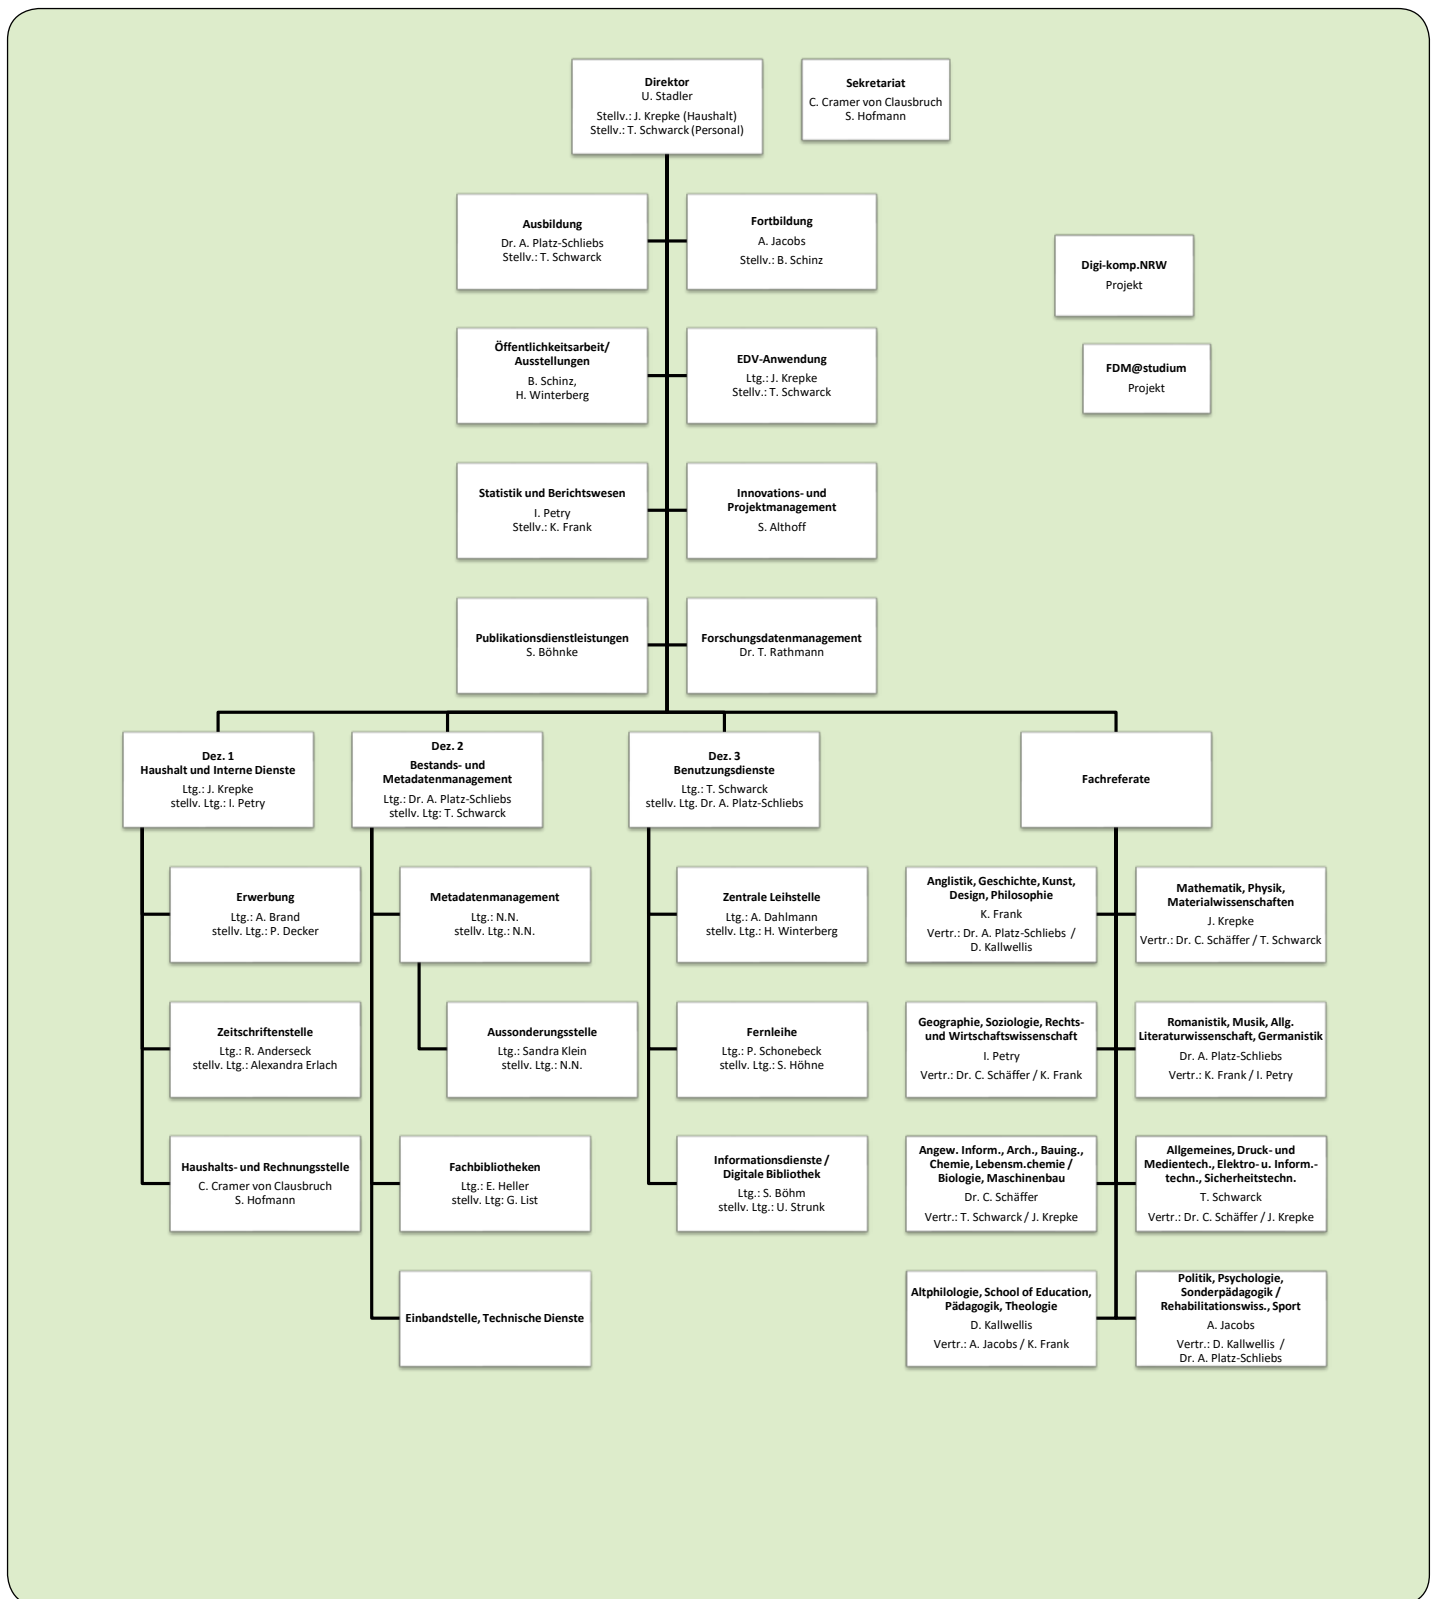 Direktor
U. Stadler
Stellv.: J. Krepke (Haushalt)
Stellv.: T. Schwarck (Personal)
Sekretariat
C. Cramer von Clausbruch
S. Hofmann
Ausbildung
Dr. A. Platz-Schliebs
Stellv.: T. Schwarck
Fortbildung
A. Jacobs
Stellv.: B. Schinz
Digi-komp.NRW
Projekt
Öffentlichkeitsarbeit/
Ausstellungen
B. Schinz,
H. Winterberg
EDV-Anwendung
Ltg.: J. Krepke
Stellv.: T. Schwarck
FDM@studium
Projekt
Statistik und Berichtswesen
I. Petry
Stellv.: K. Frank
Innovations- und
Projektmanagement
S. Althoff
Publikationsdienstleistungen
S. Böhnke
Forschungsdatenmanagement
Dr. T. Rathmann
Dez. 1
Haushalt und Interne Dienste
Ltg.: J. Krepke
stellv. Ltg.: I. Petry
Dez. 2
Bestands- und
Metadatenmanagement
Ltg.: Dr. A. Platz-Schliebs
stellv. Ltg: T. Schwarck
Dez. 3
Benutzungsdienste
Ltg.: T. Schwarck
stellv. Ltg. Dr. A. Platz-Schliebs
Fachreferate
Erwerbung
Ltg.: A. Brand
stellv. Ltg.: P. Decker
Metadatenmanagement
Ltg.: N.N.
stellv. Ltg.: N.N.
Zentrale Leihstelle
Ltg.: A. Dahlmann
stellv. Ltg.: H. Winterberg
Anglistik, Geschichte, Kunst,
Design, Philosophie
K. Frank
Vertr.: Dr. A. Platz-Schliebs /
D. Kallwellis
Mathematik, Physik,
Materialwissenschaften
J. Krepke
Vertr.: Dr. C. Schäffer / T. Schwarck
Zeitschriftenstelle
Ltg.: R. Anderseck
stellv. Ltg.: Alexandra Erlach
Aussonderungsstelle
Ltg.: Sandra Klein
stellv. Ltg.: N.N.
Fernleihe
Ltg.: P. Schonebeck
stellv. Ltg.: S. Höhne
Geographie, Soziologie, Rechts-
und Wirtschaftswissenschaft
I. Petry
Vertr.: Dr. C. Schäffer / K. Frank
Romanistik, Musik, Allg.
Literaturwissenschaft, Germanistik
Dr. A. Platz-Schliebs
Vertr.: K. Frank / I. Petry
Haushalts- und Rechnungsstelle
C. Cramer von Clausbruch
S. Hofmann
Fachbibliotheken
Ltg.: E. Heller
stellv. Ltg: G. List
Informationsdienste /
Digitale Bibliothek
Ltg.: S. Böhm
stellv. Ltg.: U. Strunk
Angew. Inform., Arch., Bauing.,
Chemie, Lebensm.chemie /
Biologie, Maschinenbau
Dr. C. Schäffer
Vertr.: T. Schwarck / J. Krepke
Allgemeines, Druck- und
Medientech., Elektro- u. Inform.-
techn., Sicherheitstechn.
T. Schwarck
Vertr.: Dr. C. Schäffer / J. Krepke
Einbandstelle, Technische Dienste
Altphilologie, School of Education,
Pädagogik, Theologie
D. Kallwellis
Vertr.: A. Jacobs / K. Frank
Politik, Psychologie,
Sonderpädagogik /
Rehabilitationswiss., Sport
A. Jacobs
Vertr.: D. Kallwellis /
Dr. A. Platz-Schliebs